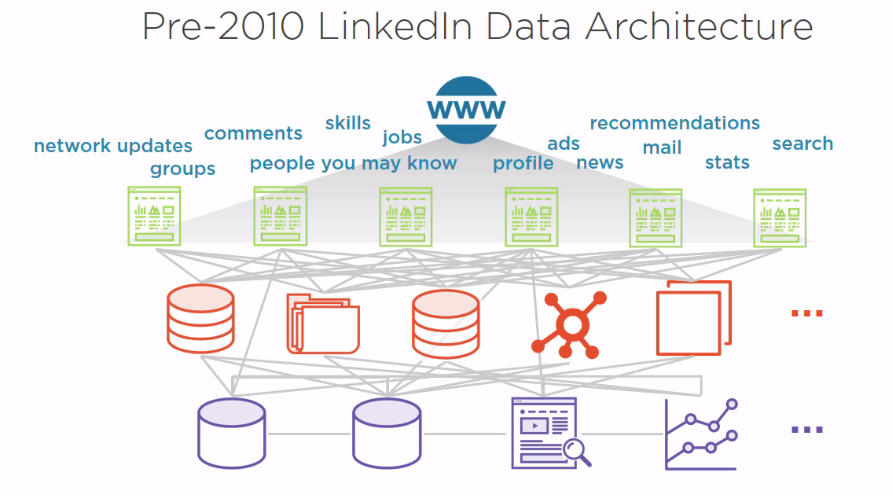 Pre-2010 LinkedIn Data Architecture
WWW
recommendations
skills
comments
jobs
network updates
ads
mail
search
groups
people you may know
profile
news
stats
...
...